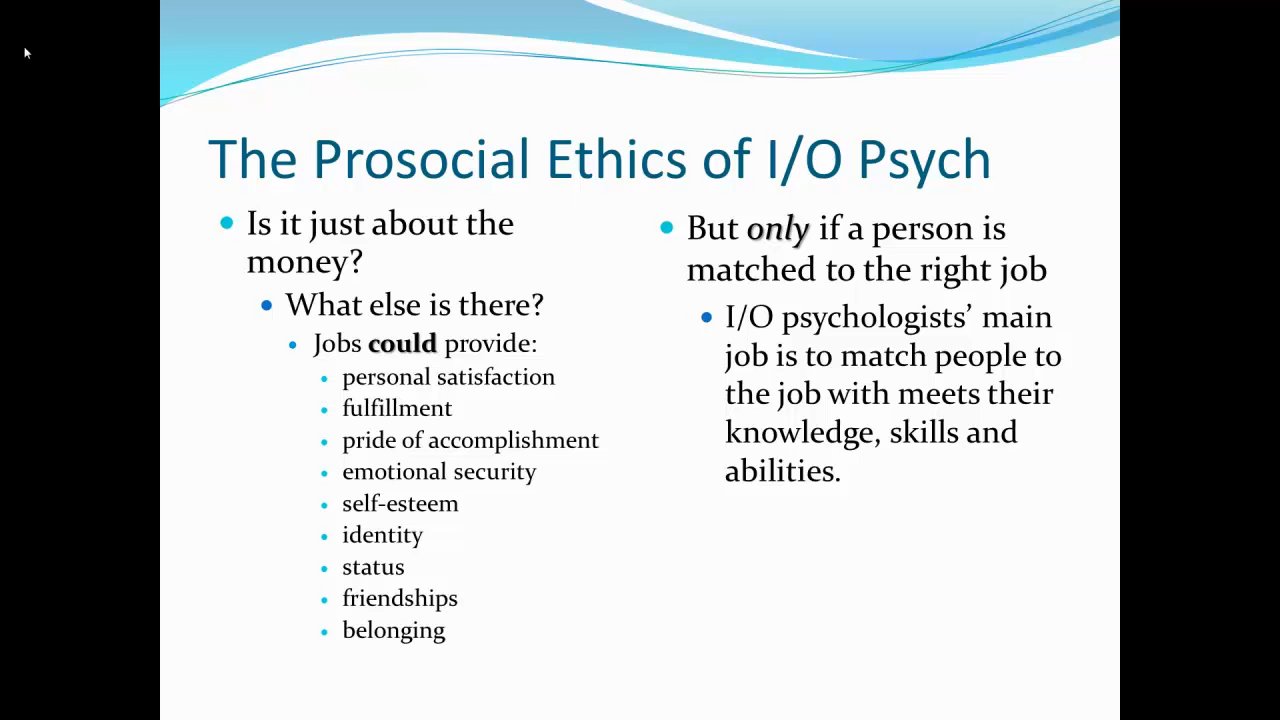 The Prosocial Ethics of I/O Psych
Is it just about the
money?
What else is there?
Jobs could provide:
personal satisfaction
fulfillment
pride of accomplishment
emotional security
self-esteem
identity
status
friendships
belonging
But only if a person is
matched to the right job
I/O psychologists’ main
job is to match people to
the job with meets their
knowledge, skills and
abilities.